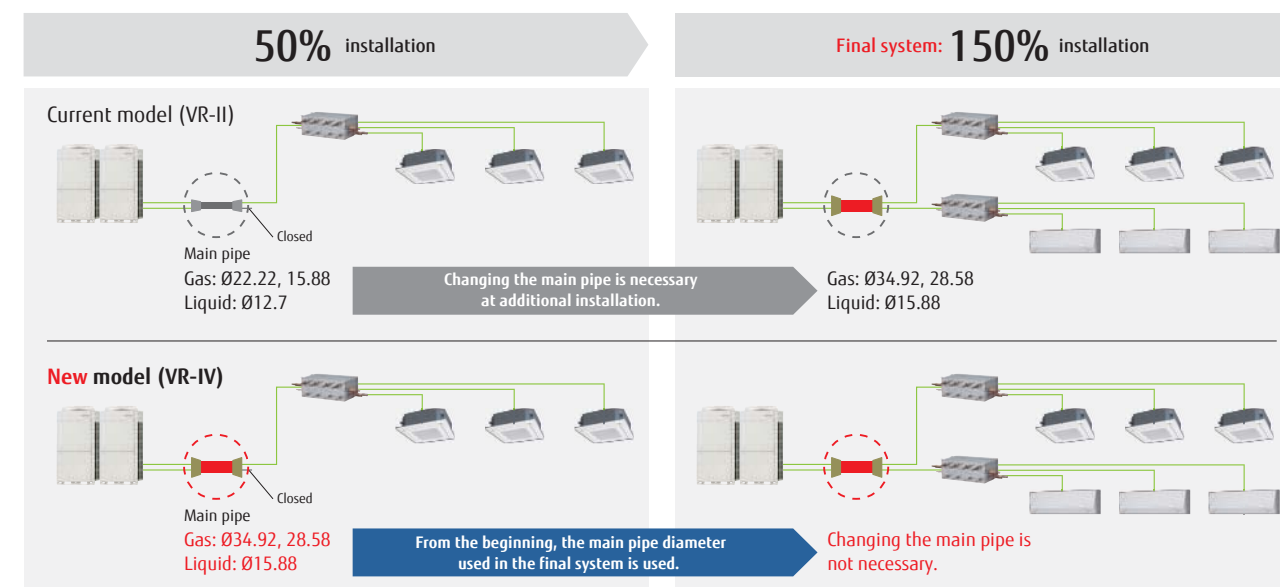 50% installation
Final system: 150% installation
Current model (VR-II)
Closed
Main pipe
Gas: Ø22.22, 15.88
Liquid: Ø12.7
Changing the main pipe is necessary
at additional installation.
Gas: Ø34.92, 28.58
Liquid: Ø15.88
New model (VR-IV)
Closed
Main pipe
Gas: Ø34.92, 28.58
Liquid: Ø15.88
From the beginning, the main pipe diameter
used in the final system is used.
Changing the main pipe is
not necessary.